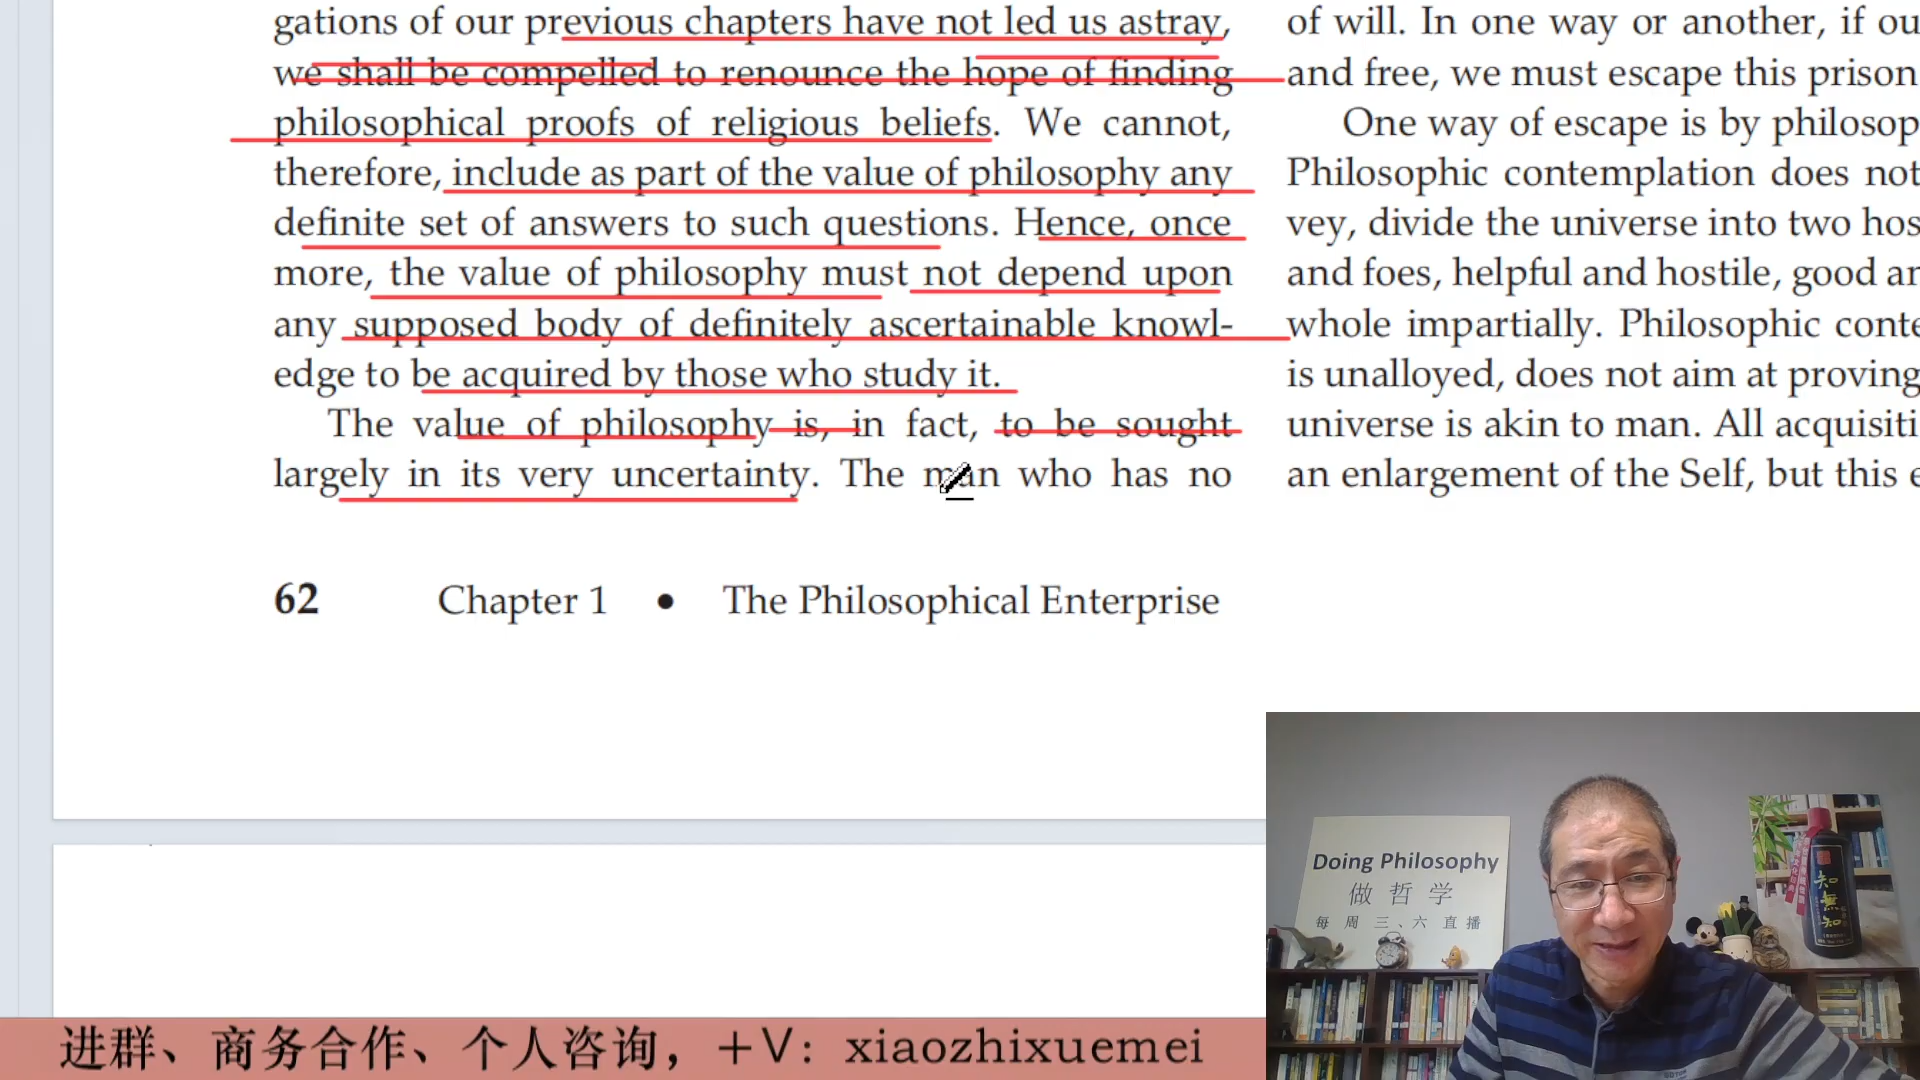 gations of our previous chapters have not led us astray,
we shall be compelled to renounce the hope of finding
philosophical proofs of religious beliefs. We cannot,
therefore, include as part of the value of philosophy any
definite set of answers to such questions. Hence, once
more, the value of philosophy must not depend upon
any supposed body of definitely ascertainable knowl-
edge to be acquired by those who study it.
The value of philosophy is, in fact, to be sought
largely in its very uncertainty. The man who has no
of will. In one way or another, if ou
and free, we must escape this prison
One way of escape is by philosop
Philosophic contemplation does not
vey, divide the universe into two hos
and foes, helpful and hostile, good an
whole impartially. Philosophic conte
is unalloyed, does not aim at proving
universe is akin to man. All acquisiti
an enlargement of the Self, but this e
62 Chapter 1 • The Philosophical Enterprise
Doing Philosophy
做哲学
每周三、六直播
知無知
进群、商务合作、个人咨询，+V：xiaozhixuemei